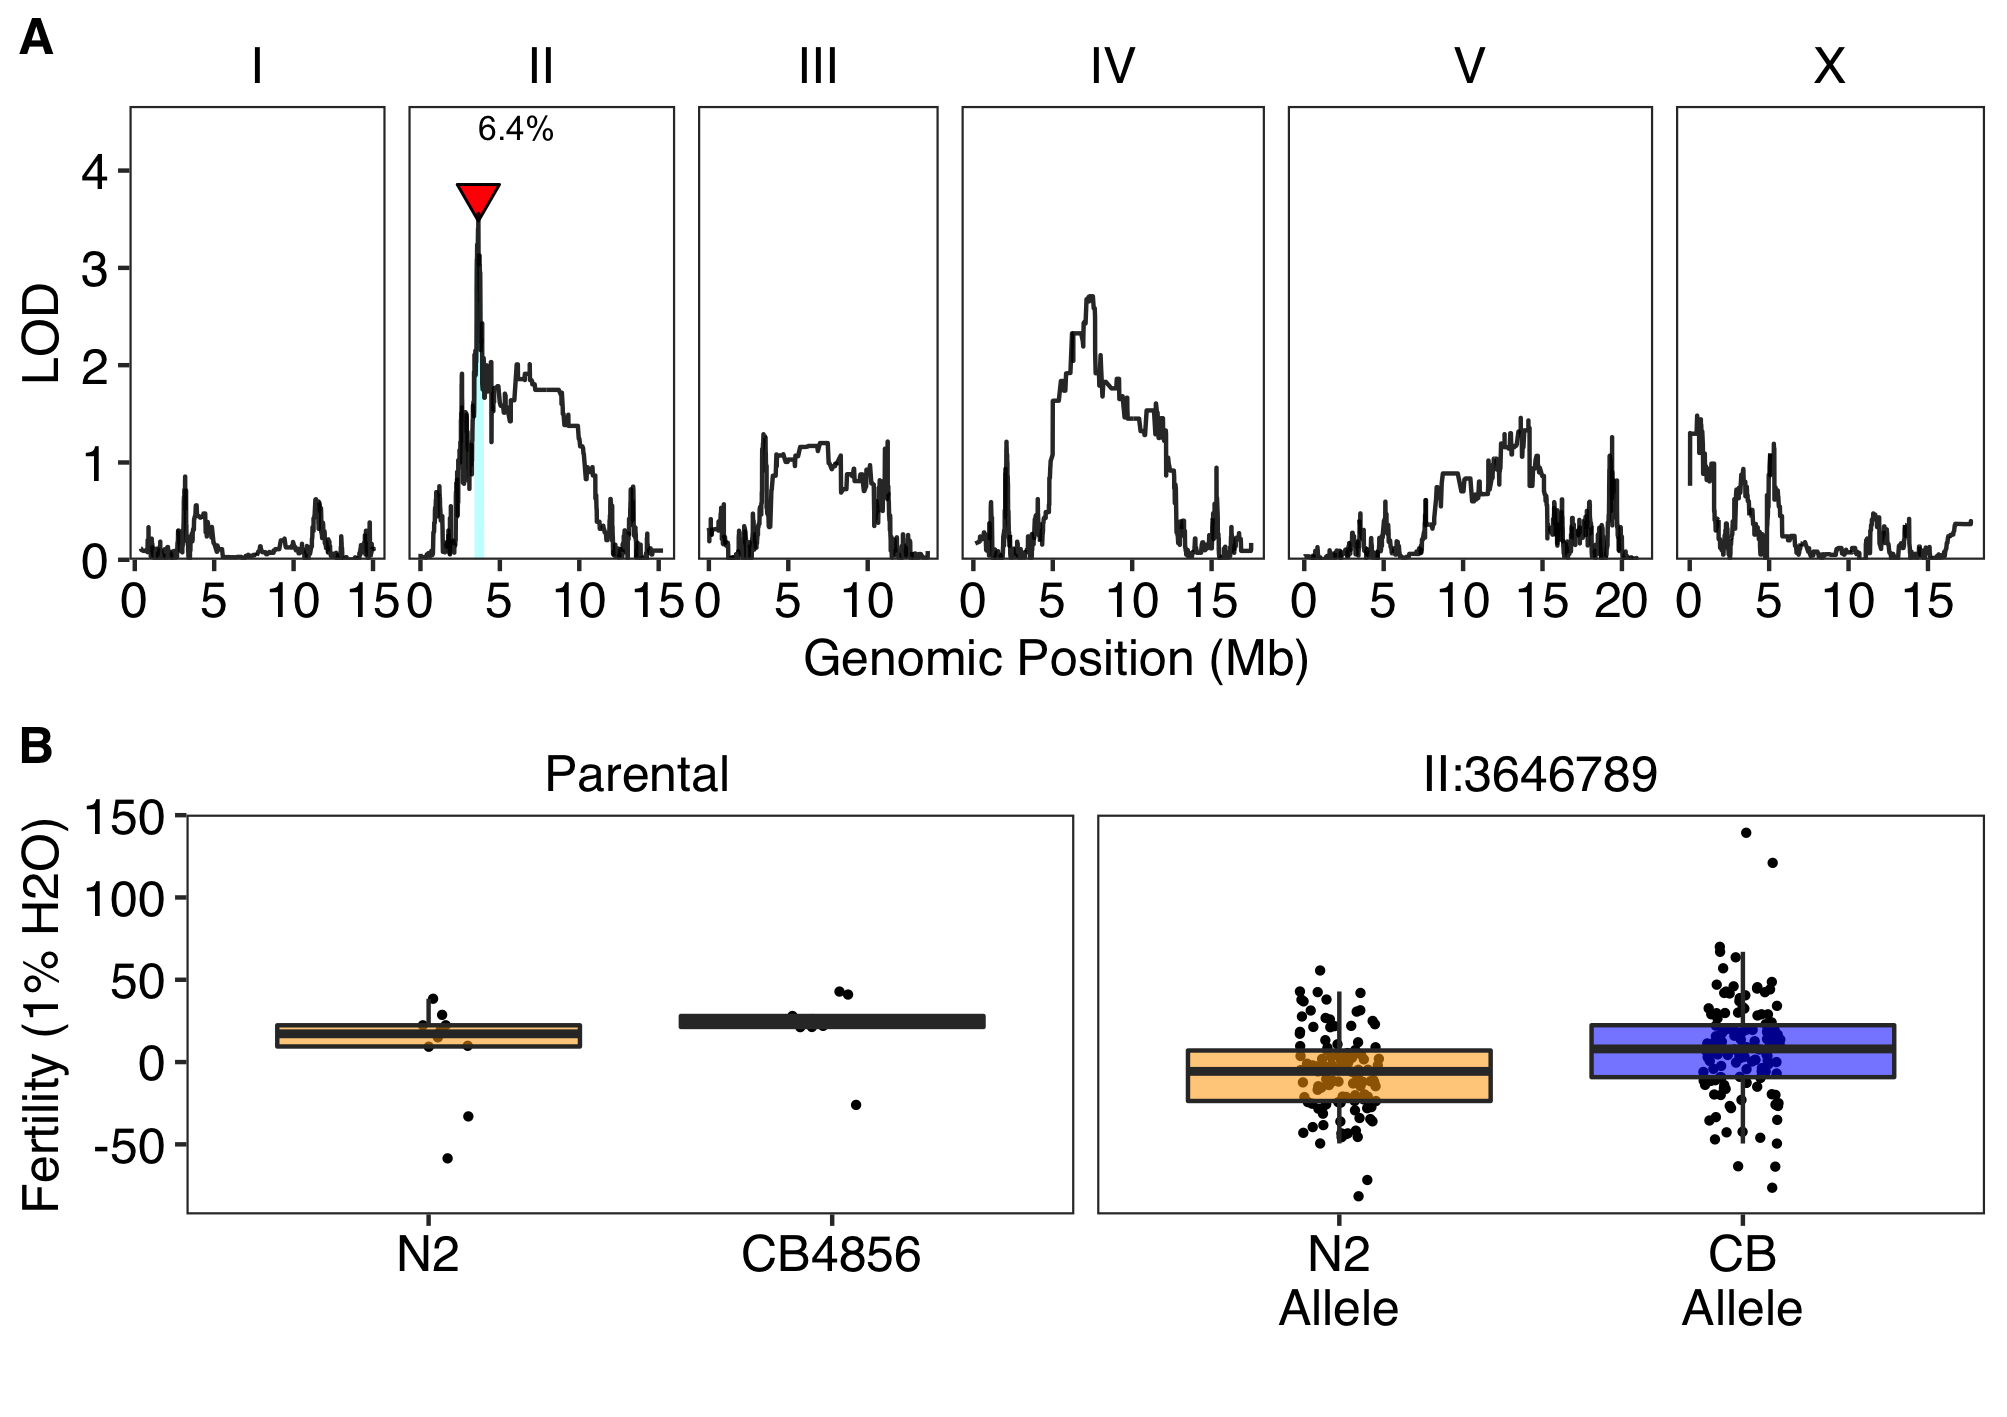 A
I II III IV V X
6.4%
4
3
2
1
0
LOD
0 5 10 15 0 5 10 15 0 5 10 0 5 10 15 0 5 10 15 20 0 5 10 15
Genomic Position (Mb)
B
Parental II:3646789
150
100
50
0
-50
Fertility (1% H2O)
N2 CB4856 N2 CB
Allele Allele